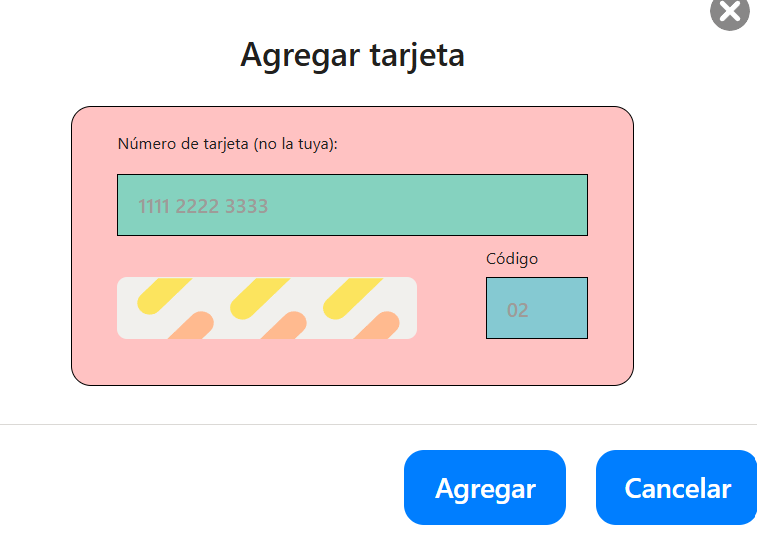 Agregar tarjeta
Número de tarjeta (no la tuya):
1111 2222 3333
Código
02
Agregar
Cancelar